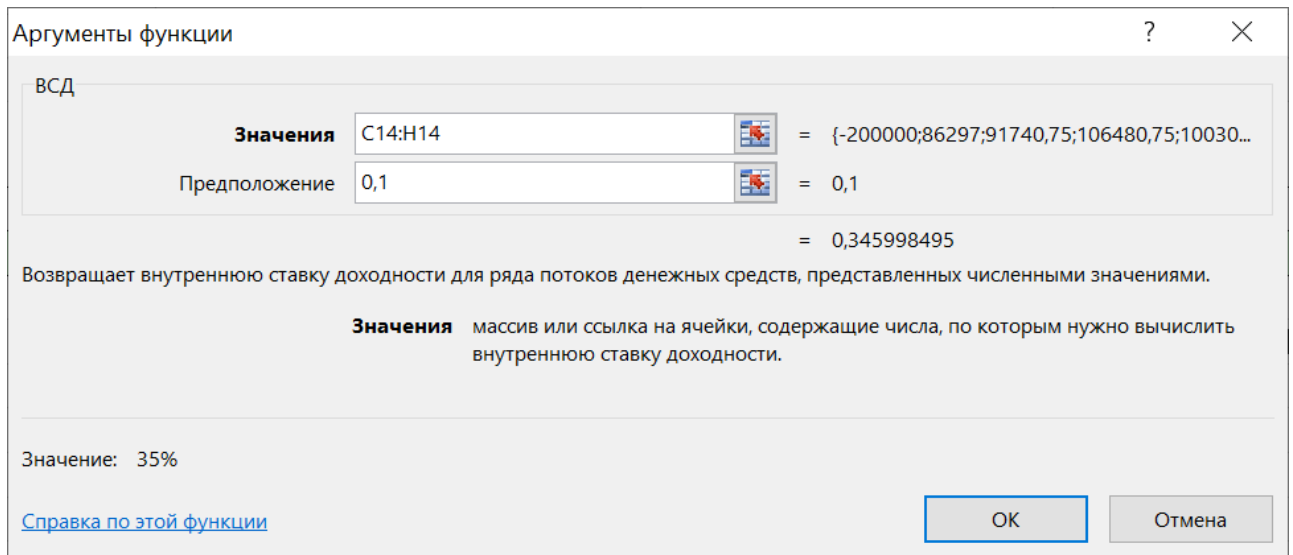 Аргументы функции ? ×
ВСД
Значения C14:H14 = {-200000;86297;91740,75;106480,75;10030...
Предположение 0,1 = 0,1
= 0,345998495
Возвращает внутреннюю ставку доходности для ряда потоков денежных средств, представленных численными значениями.
Значения массив или ссылка на ячейки, содержащие числа, по которым нужно вычислить
внутреннюю ставку доходности.
Значение: 35%
Справка по этой функции
ОК Отмена